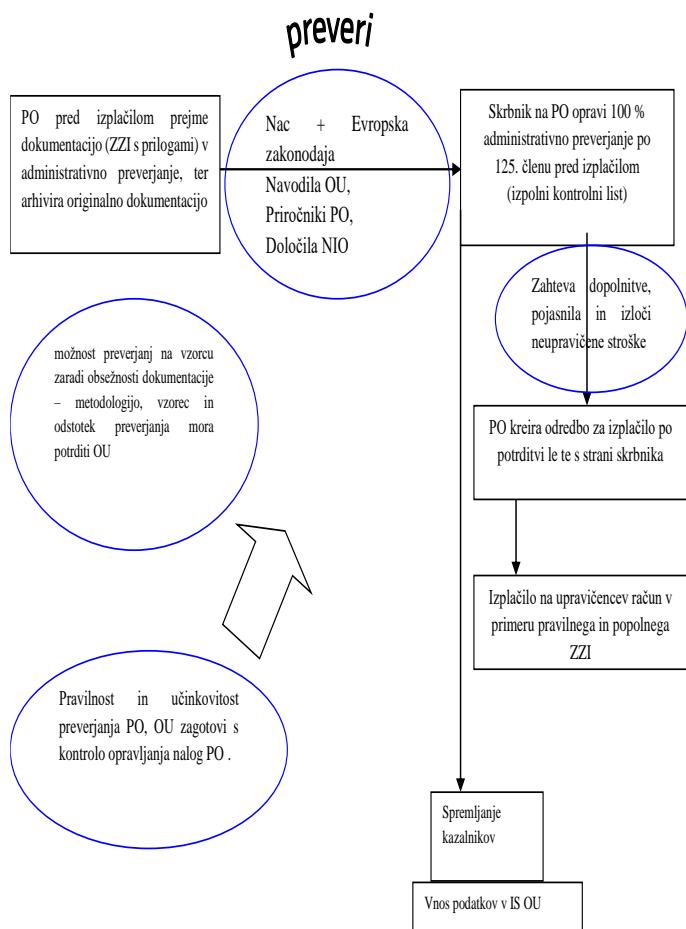 preveri
PO pred izplačilom prejme
dokumentacijo (ZZI s prilogami) v
administrativno preverjanje, ter
arhivira originalno dokumentacijo
Nac + Evropska
zakonodaja
Navodila OU,
Priročniki PO,
Določila NIO
Skrbnik na PO opravi 100 %
administrativno preverjanje po
125. členu pred izplačilom
(izpolni kontrolni list)
Zahteva dopolnitve,
pojasnila in izloči
neupravičene stroške
možnost preverjanj na vzorcu
zaradi obsežnosti dokumentacije
– metodologijo, vzorec in
odstotek preverjanja mora
potrditi OU
PO kreira odredbo za izplačilo po
potrditvi le te s strani skrbnika
Izplačilo na upravičencev račun v
primeru pravilnega in popolnega
ZZI
Pravilnost in učinkovitost
preverjanja PO, OU zagotovi s
kontrolo opravljanja nalog PO .
Spremljanje
kazalnikov
Vnos podatkov v IS OU